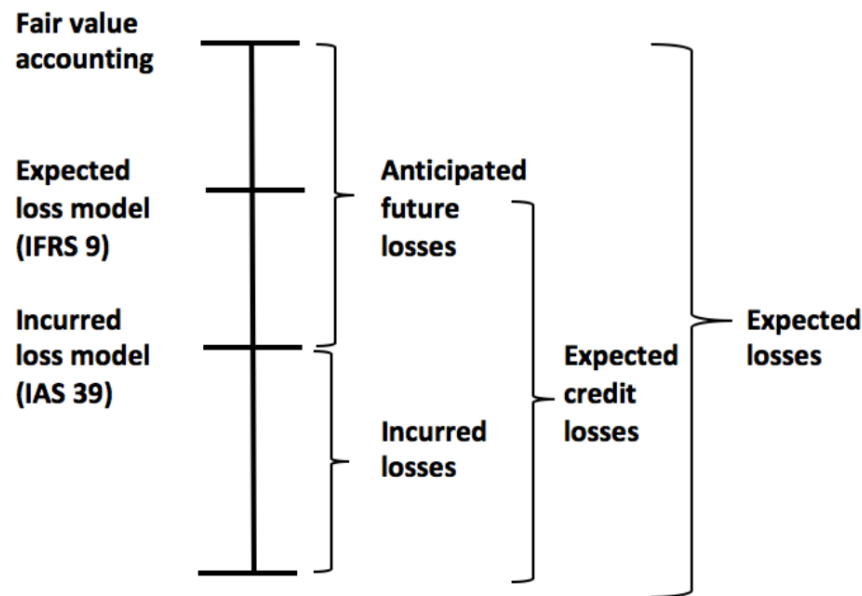 Fair value
accounting
Expected
loss model
(IFRS 9)
Anticipated
future
losses
Incurred
loss model
(IAS 39)
Expected
losses
Expected
credit
losses
Incurred
losses